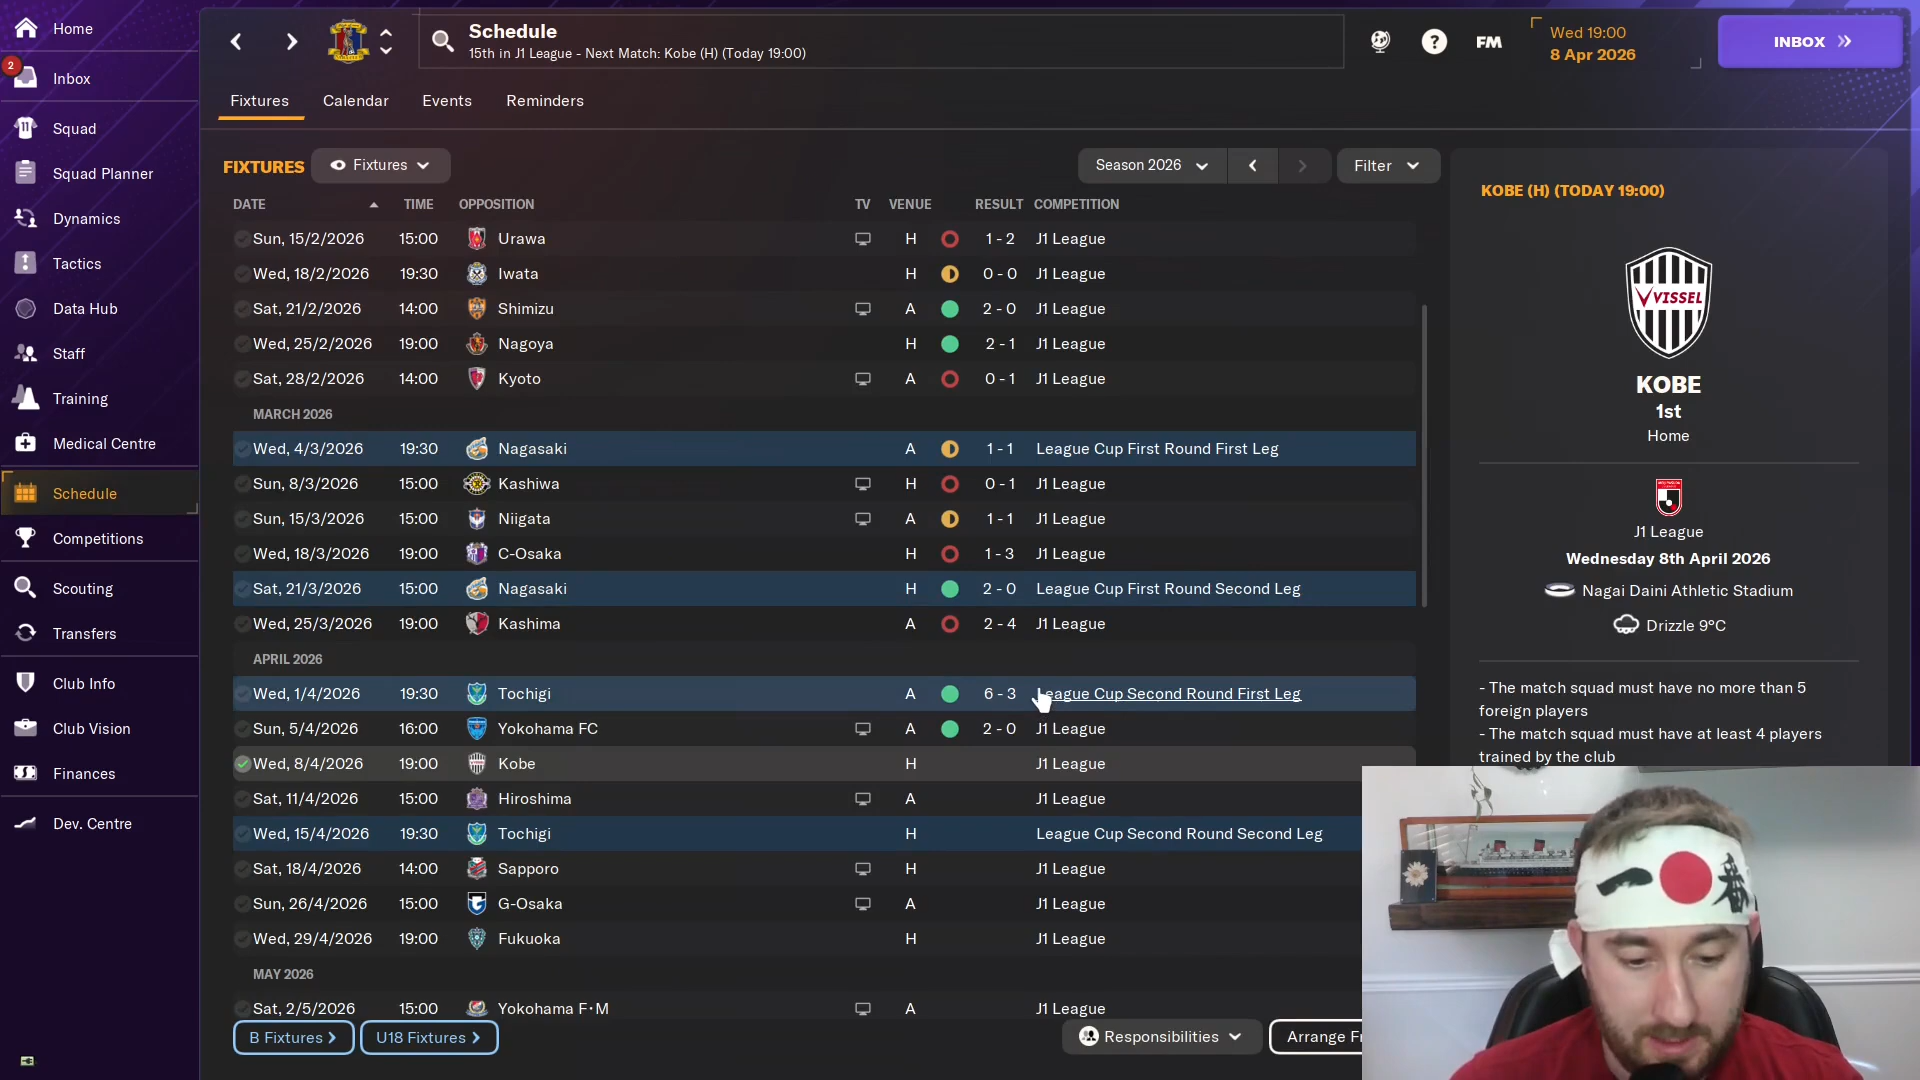 Home
2
Inbox
Squad
Squad Planner
Dynamics
Tactics
Data Hub
Staff
Training
Medical Centre
Schedule
Competitions
Scouting
Transfers
Club Info
Club Vision
Finances
Dev. Centre
Schedule
15th in J1 League - Next Match: Kobe (H) (Today 19:00)
?
FM
Wed 19:00
8 Apr 2026
INBOX
Fixtures Calendar Events Reminders
FIXTURES
Fixtures
Season 2026
Filter
DATE TIME OPPOSITION TV VENUE RESULT COMPETITION
Sun, 15/2/2026 15:00 Urawa H 1 - 2 J1 League
Wed, 18/2/2026 19:30 Iwata H 0 - 0 J1 League
Sat, 21/2/2026 14:00 Shimizu A 2 - 0 J1 League
Wed, 25/2/2026 19:00 Nagoya H 2 - 1 J1 League
Sat, 28/2/2026 14:00 Kyoto A 0 - 1 J1 League
MARCH 2026
Wed, 4/3/2026 19:30 Nagasaki A 1 - 1 League Cup First Round First Leg
Sun, 8/3/2026 15:00 Kashiwa H 0 - 1 J1 League
Sun, 15/3/2026 15:00 Niigata A 1 - 1 J1 League
Wed, 18/3/2026 19:00 C-Osaka H 1 - 3 J1 League
Sat, 21/3/2026 15:00 Nagasaki H 2 - 0 League Cup First Round Second Leg
Wed, 25/3/2026 19:00 Kashima A 2 - 4 J1 League
APRIL 2026
Wed, 1/4/2026 19:30 Tochigi A 6 - 3 League Cup Second Round First Leg
Sun, 5/4/2026 16:00 Yokohama FC A 2 - 0 J1 League
Wed, 8/4/2026 19:00 Kobe H J1 League
Sat, 11/4/2026 15:00 Hiroshima A J1 League
Wed, 15/4/2026 19:30 Tochigi H League Cup Second Round Second Leg
Sat, 18/4/2026 14:00 Sapporo H J1 League
Sun, 26/4/2026 15:00 G-Osaka A J1 League
Wed, 29/4/2026 19:00 Fukuoka H J1 League
MAY 2026
Sat, 2/5/2026 15:00 Yokohama F·M A J1 League
B Fixtures
U18 Fixtures
Responsibilities
Arrange Fr
KOBE (H) (TODAY 19:00)
VISSEL
KOBE
1st
Home
J1 League
Wednesday 8th April 2026
Nagai Daini Athletic Stadium
Drizzle 9°C
- The match squad must have no more than 5
foreign players
- The match squad must have at least 4 players
trained by the club
一番